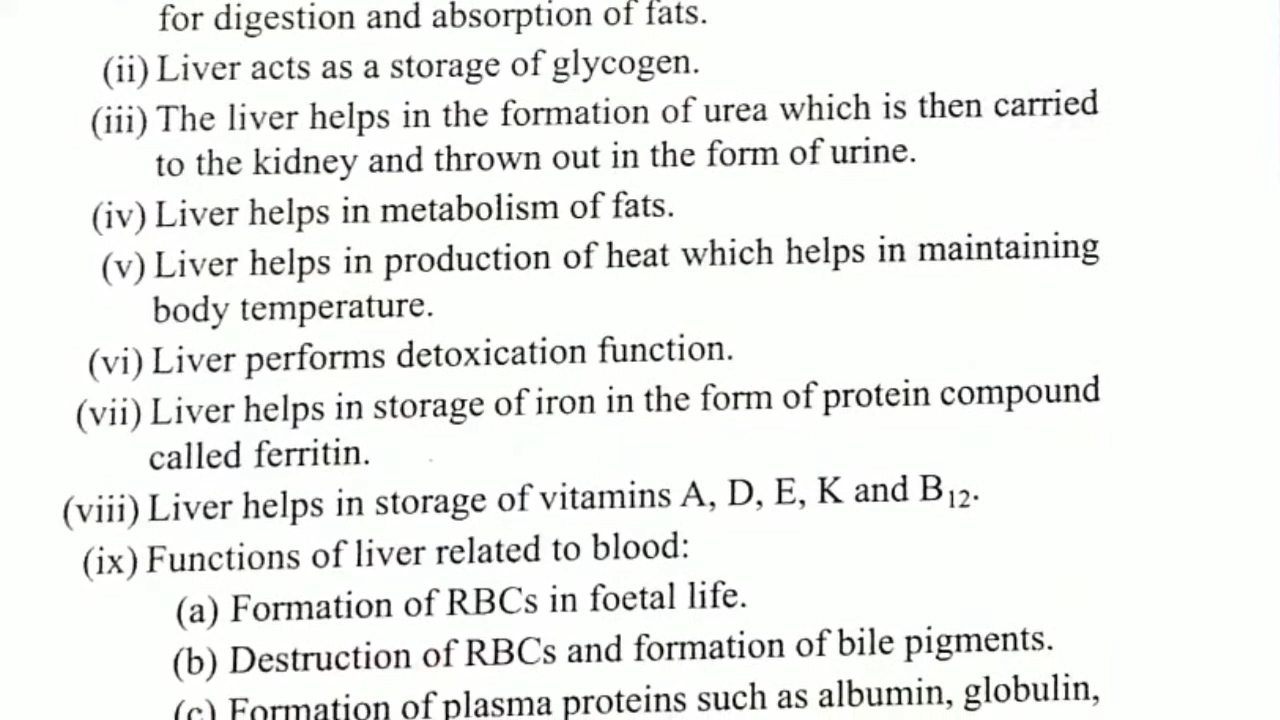 for digestion and absorption of fats.
(ii) Liver acts as a storage of glycogen.
(iii) The liver helps in the formation of urea which is then carried
to the kidney and thrown out in the form of urine.
(iv) Liver helps in metabolism of fats.
(v) Liver helps in production of heat which helps in maintaining
body temperature.
(vi) Liver performs detoxication function.
(vii) Liver helps in storage of iron in the form of protein compound
called ferritin.
(viii) Liver helps in storage of vitamins A, D, E, K and B₁₂.
(ix) Functions of liver related to blood:
(a) Formation of RBCs in foetal life.
(b) Destruction of RBCs and formation of bile pigments.
(c) Formation of plasma proteins such as albumin, globulin,